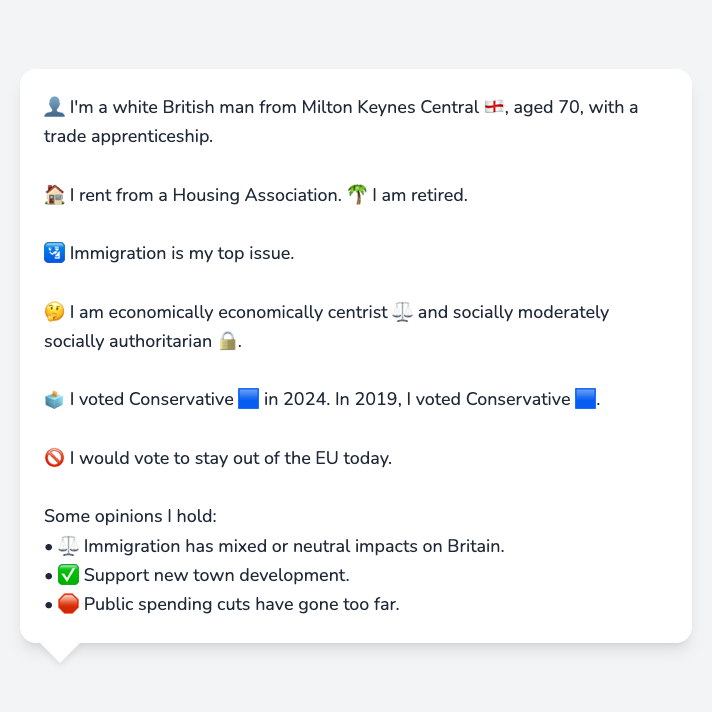 👤 I'm a white British man from Milton Keynes Central 🏴󠁧󠁢󠁥󠁮󠁧󠁿, aged 70, with a
trade apprenticeship.
🏠 I rent from a Housing Association. 🌴 I am retired.
🛂 Immigration is my top issue.
🤔 I am economically economically centrist ⚖️ and socially moderately
socially authoritarian 🔒.
🗳️ I voted Conservative 🟦 in 2024. In 2019, I voted Conservative 🟦.
🚫 I would vote to stay out of the EU today.
Some opinions I hold:
• ⚖️ Immigration has mixed or neutral impacts on Britain.
• ✅ Support new town development.
• 🛑 Public spending cuts have gone too far.